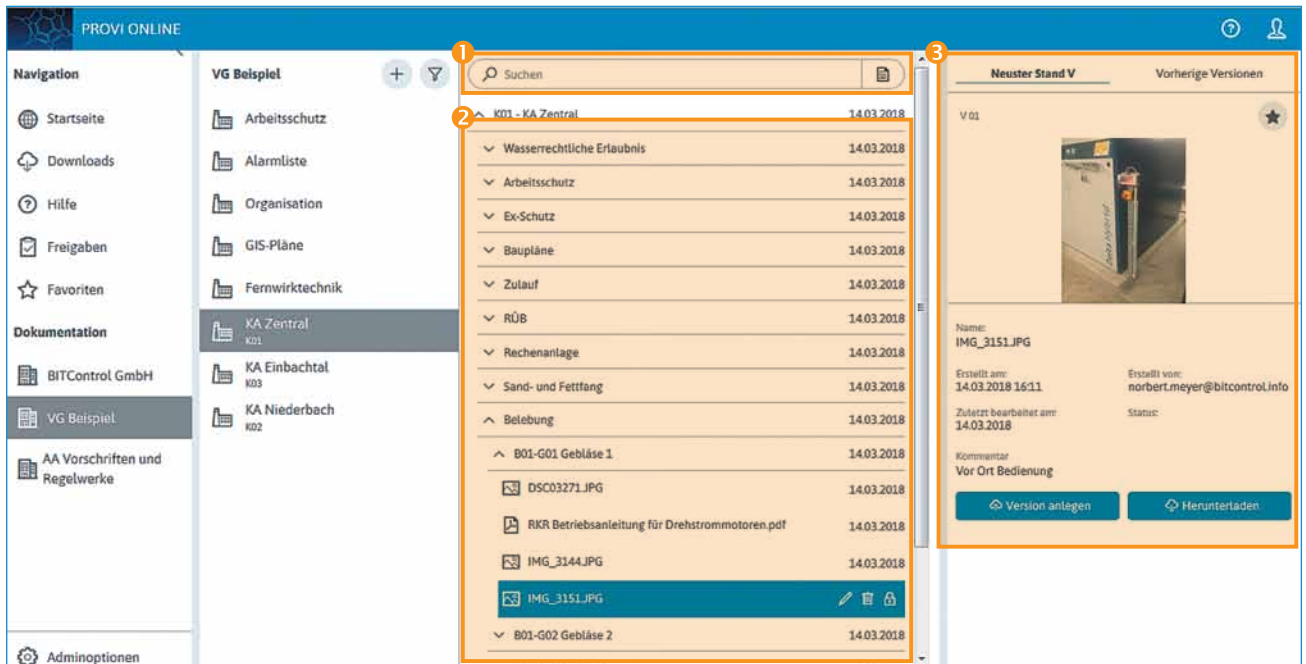 PROVI ONLINE
Navigation
Startseite
Downloads
Hilfe
Freigaben
Favoriten
Dokumentation
BITControl GmbH
VG Beispiel
AA Vorschriften und
Regelwerke
Adminoptionen
VG Beispiel
Arbeitsschutz
Alarmliste
Organisation
GIS-Pläne
Fernwirktechnik
KA Zentral
K01
KA Einbachtal
K03
KA Niederbach
K02
1
Suchen
2
K01 - KA Zentral 14.03.2018
Wasserrechtliche Erlaubnis 14.03.2018
Arbeitsschutz 14.03.2018
Ex-Schutz 14.03.2018
Baupläne 14.03.2018
Zulauf 14.03.2018
RÜB 14.03.2018
Rechenanlage 14.03.2018
Sand- und Fettfang 14.03.2018
Belebung 14.03.2018
B01-G01 Gebläse 1 14.03.2018
DSC03271.JPG 14.03.2018
RKR Betriebsanleitung für Drehstrommotoren.pdf 14.03.2018
IMG_3144.JPG 14.03.2018
IMG_3151.JPG
B01-G02 Gebläse 2 14.03.2018
3
Neuster Stand V Vorherige Versionen
V 01
Name:
IMG_3151.JPG
Erstellt am: Erstellt von:
14.03.2018 16:11 norbert.meyer@bitcontrol.info
Zuletzt bearbeitet am: Status:
14.03.2018
Kommentar
Vor Ort Bedienung
Version anlegen Herunterladen